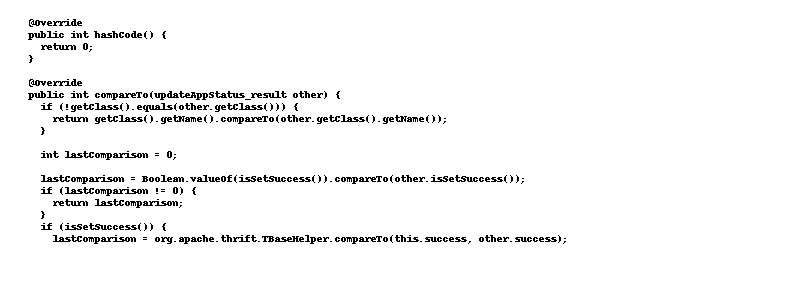 @Override
public int hashCode() {
  return 0;
}

@Override
public int compareTo(updateAppStatus_result other) {
  if (!getClass().equals(other.getClass())) {
    return getClass().getName().compareTo(other.getClass().getName());
  }

  int lastComparison = 0;

  lastComparison = Boolean.valueOf(isSetSuccess()).compareTo(other.isSetSuccess());
  if (lastComparison != 0) {
    return lastComparison;
  }
  if (isSetSuccess()) {
    lastComparison = org.apache.thrift.TBaseHelper.compareTo(this.success, other.success);